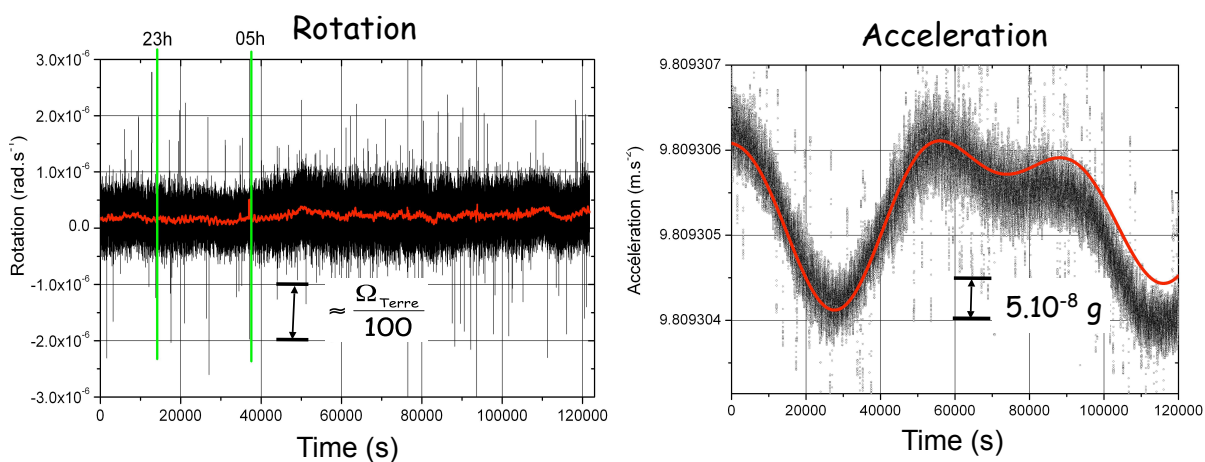 Rotation
23h
05h
Rotation (rad.s⁻¹)
3.0x10⁻⁶
2.0x10⁻⁶
1.0x10⁻⁶
0.0
-1.0x10⁻⁶
-2.0x10⁻⁶
-3.0x10⁻⁶
≈ Ω Terre
100
0 20000 40000 60000 80000 100000 120000
Time (s)
Acceleration
Accélération (m.s⁻²)
9.809307
9.809306
9.809305
9.809304
5.10⁻⁸ g
0 20000 40000 60000 80000 100000 120000
Time (s)